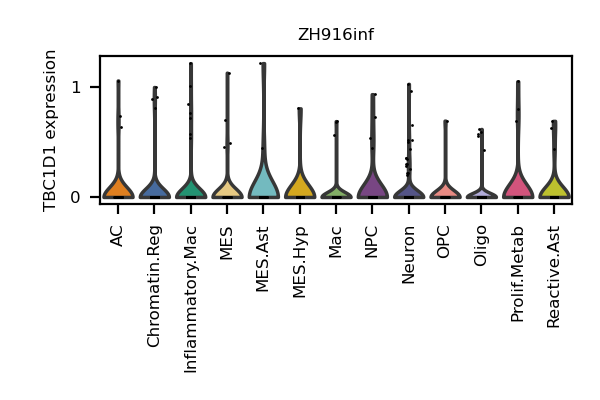 ZH916inf
TBC1D1 expression
1
0
AC
Chromatin.Reg
Inflammatory.Mac
MES
MES.Ast
MES.Hyp
Mac
NPC
Neuron
OPC
Oligo
Prolif.Metab
Reactive.Ast